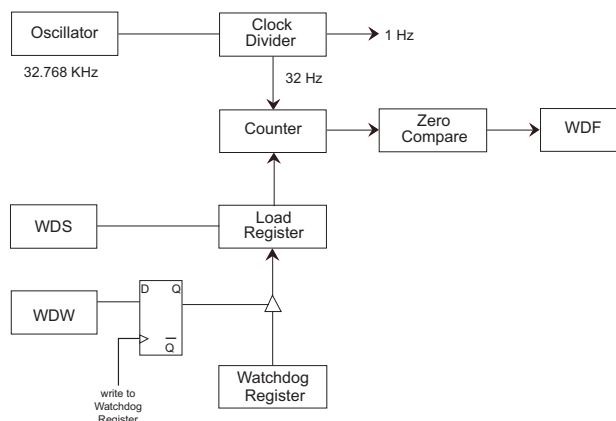 Oscillator
Clock
Divider
1 Hz
32.768 KHz
32 Hz
Counter
Zero
Compare
WDF
WDS
Load
Register
WDW
D Q
Q
Watchdog
Register
write to
Watchdog
Register